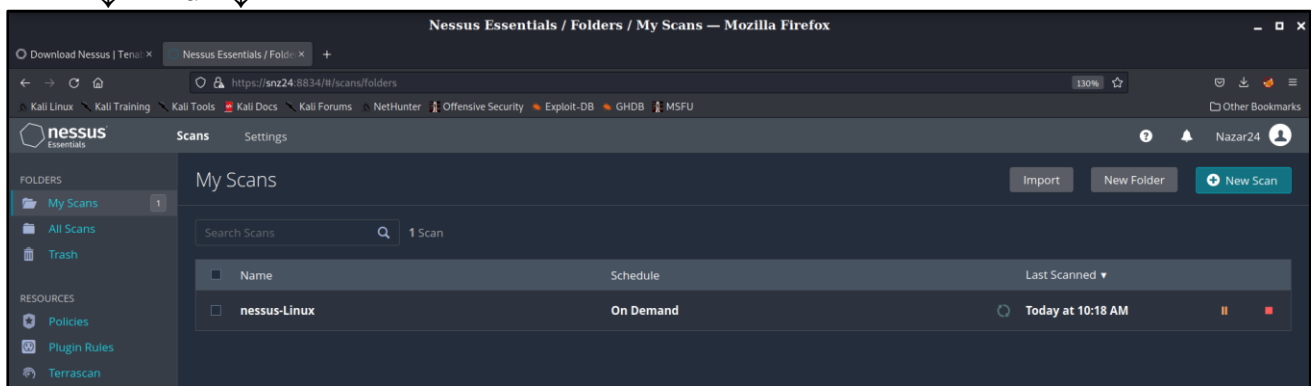 Nessus Essentials / Folders / My Scans — Mozilla Firefox
Download Nessus | Tenab × Nessus Essentials / Folde × +
https://snz24:8834/#/scans/folders 130%
Kali Linux Kali Training Kali Tools Kali Docs Kali Forums NetHunter Offensive Security Exploit-DB GHDB MSFU Other Bookmarks
nessus Essentials Scans Settings Nazar24
FOLDERS
My Scans 1
All Scans
Trash
RESOURCES
Policies
Plugin Rules
Terrascan
My Scans Import New Folder New Scan
Search Scans 1 Scan
Name Schedule Last Scanned ▼
nessus-Linux On Demand Today at 10:18 AM